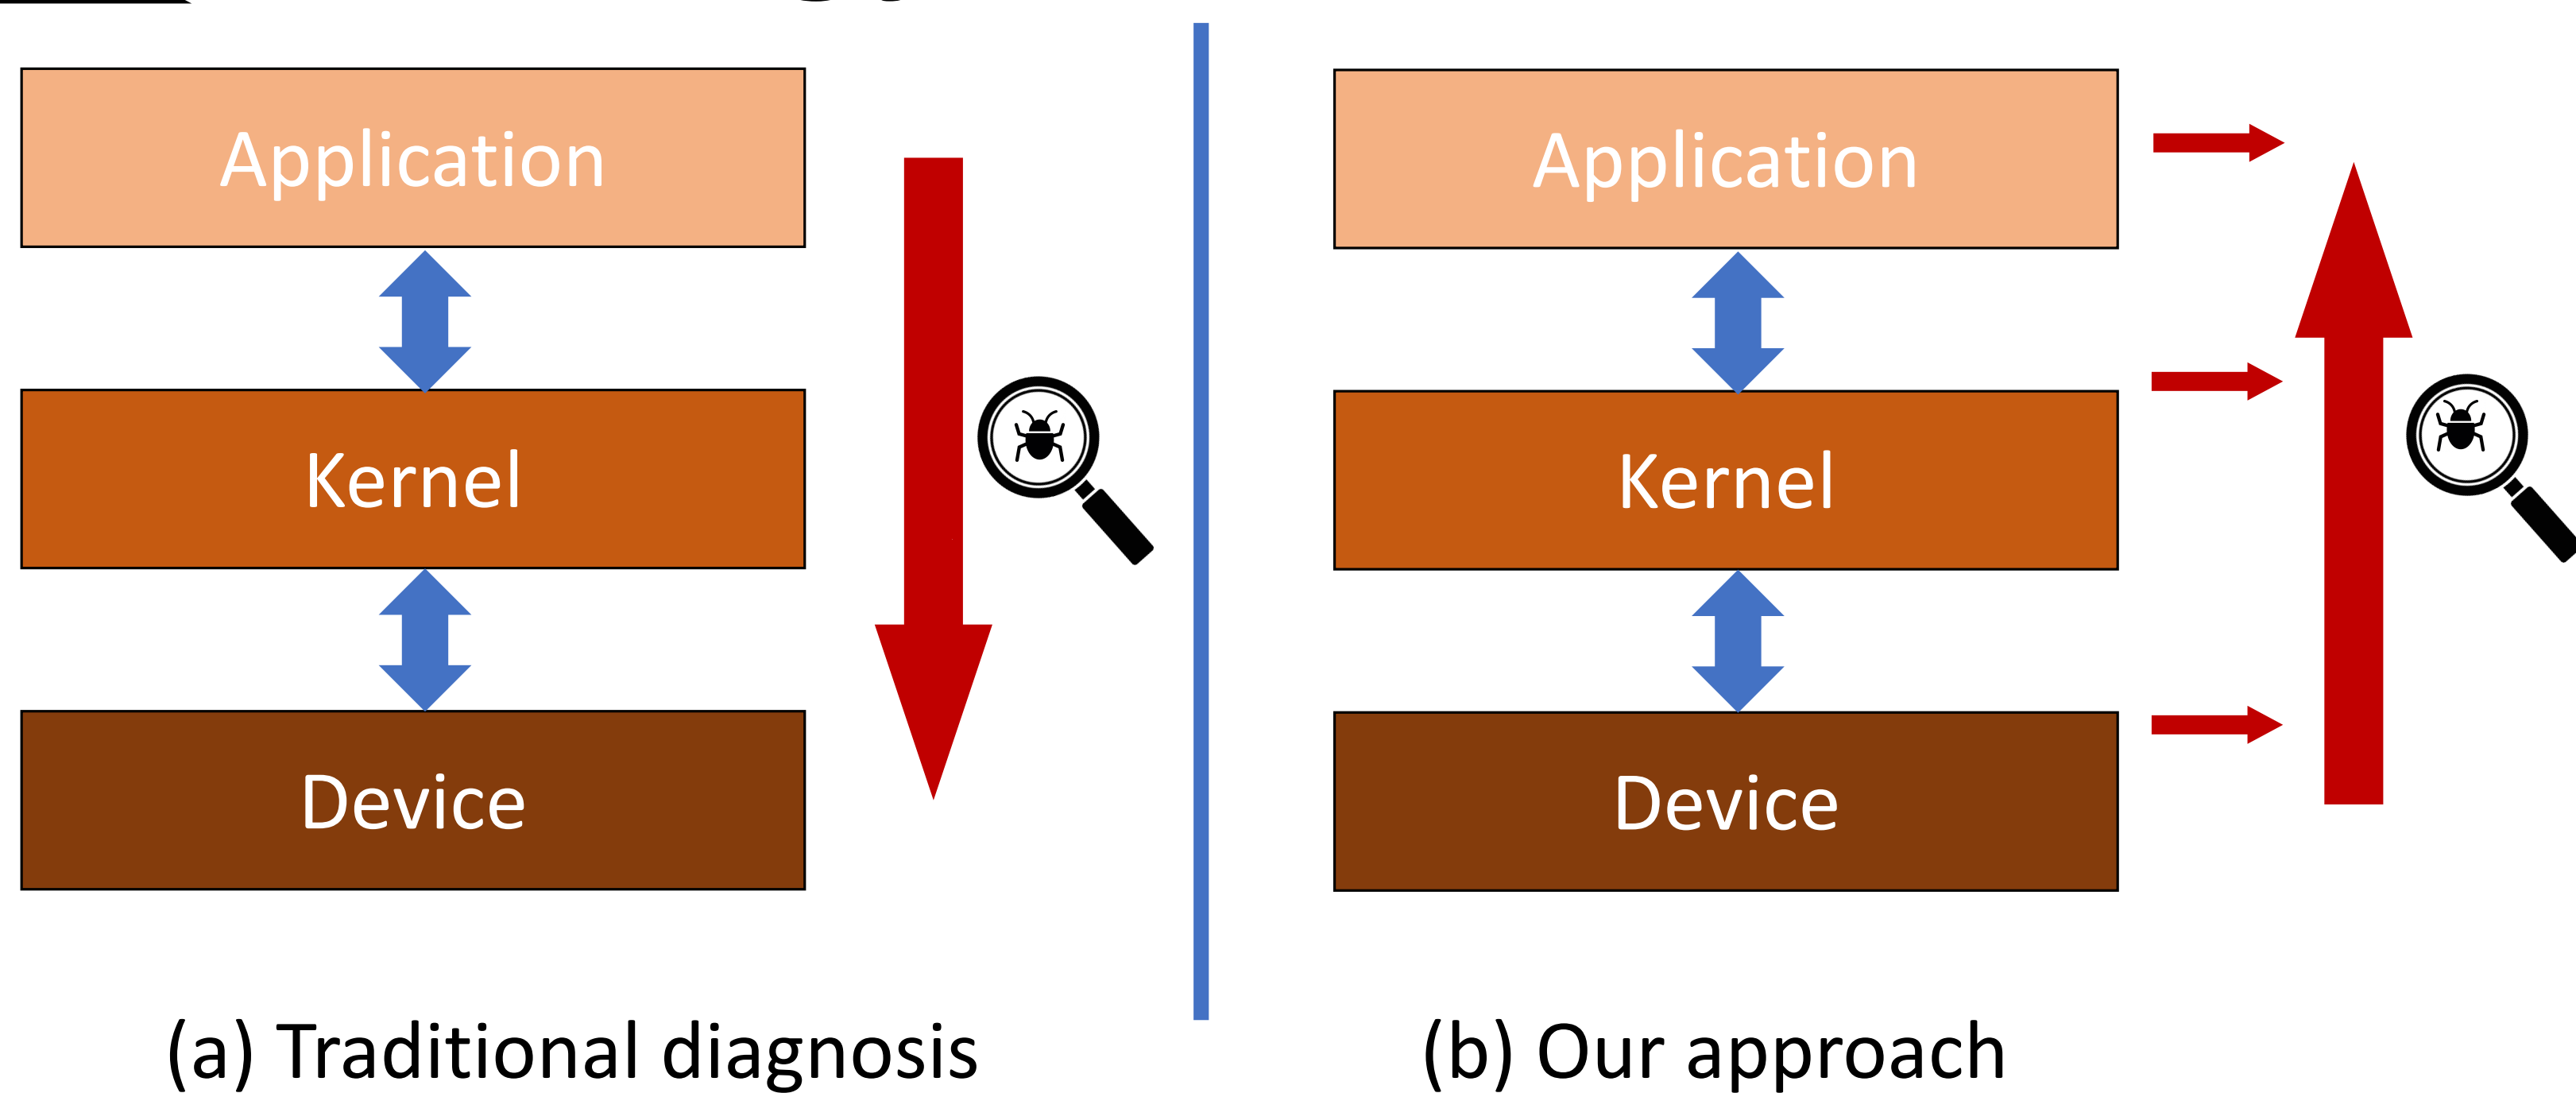 Application
Kernel
Device
(a) Traditional diagnosis
Application
Kernel
Device
(b) Our approach